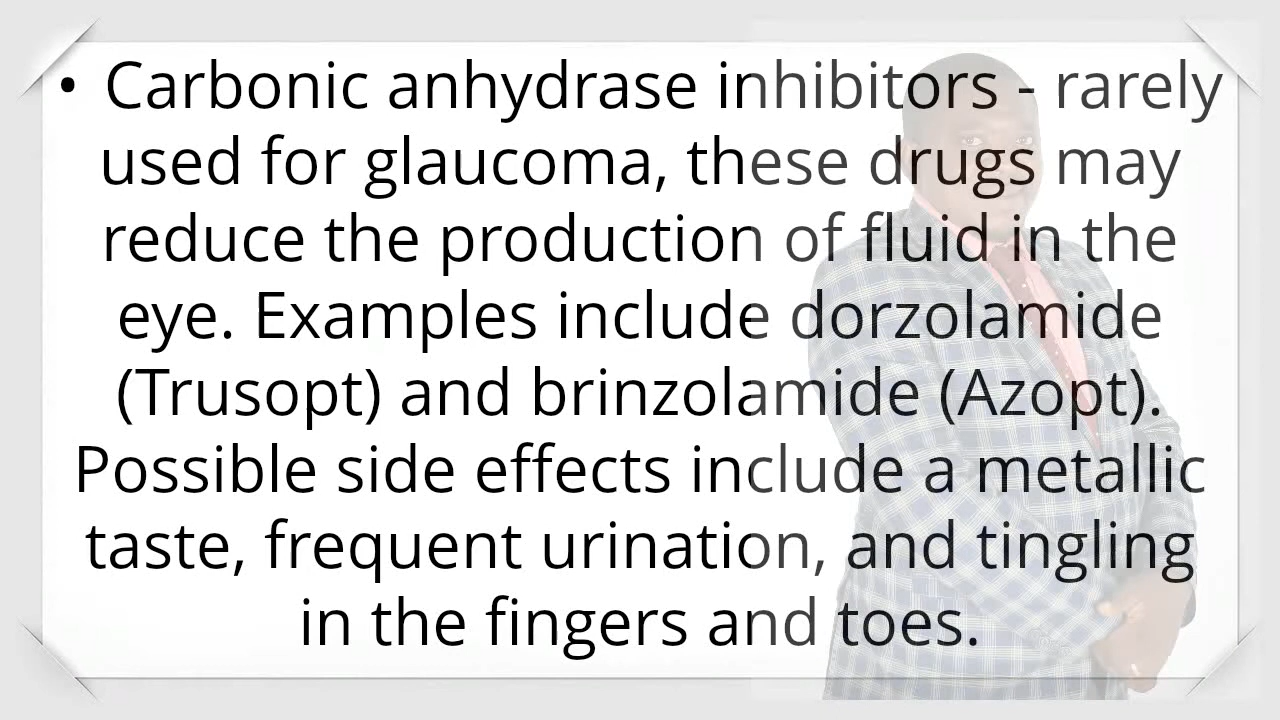 • Carbonic anhydrase inhibitors - rarely
used for glaucoma, these drugs may
reduce the production of fluid in the
eye. Examples include dorzolamide
(Trusopt) and brinzolamide (Azopt).
Possible side effects include a metallic
taste, frequent urination, and tingling
in the fingers and toes.